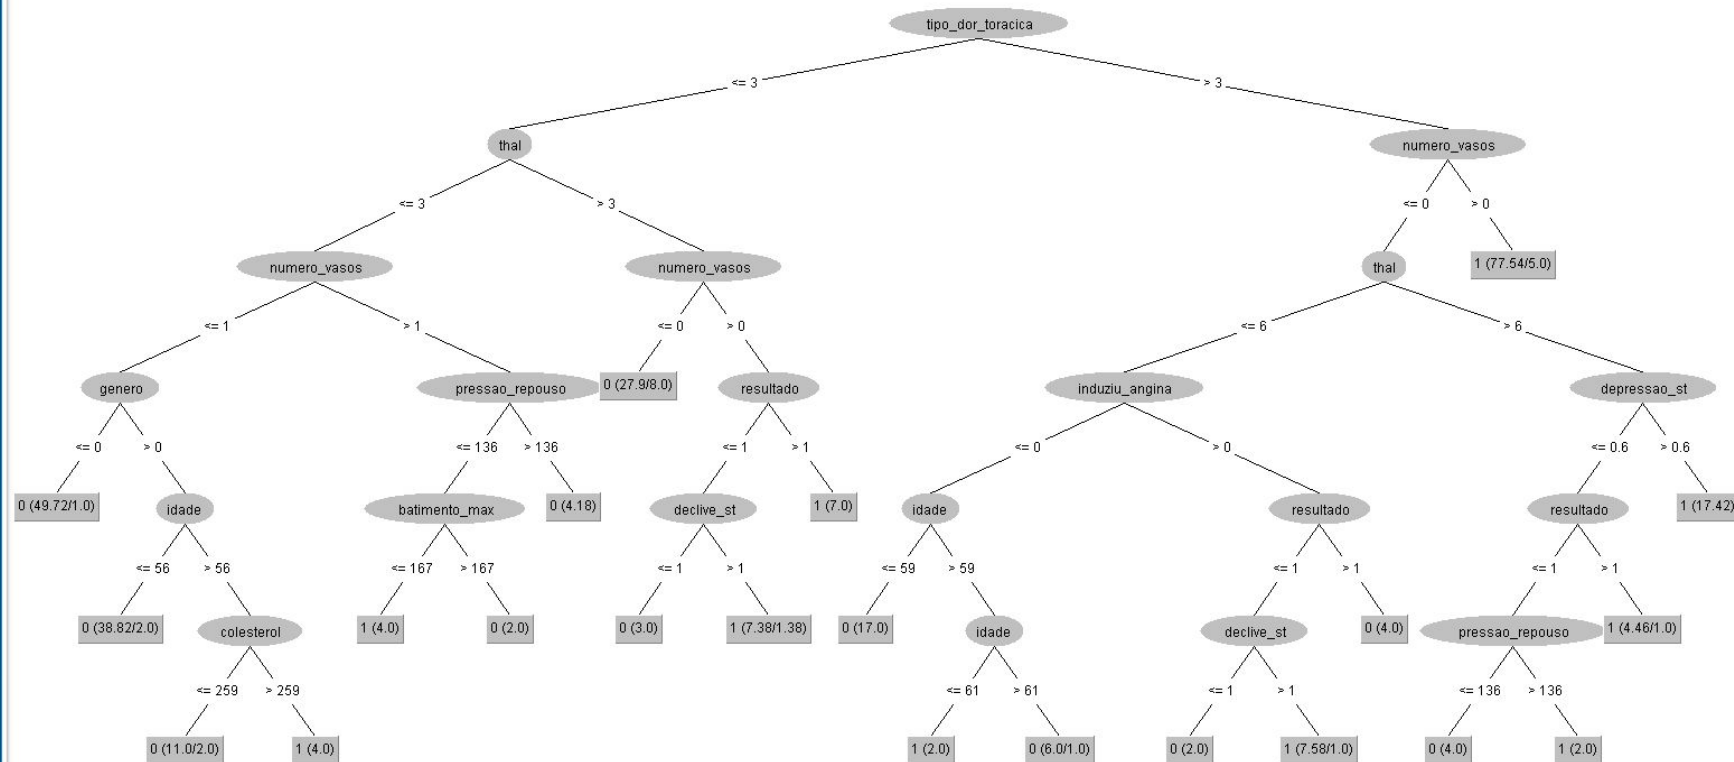 tipo_dor_toracica
<= 3 > 3
thal numero_vasos
<= 3 > 3 <= 0 > 0
numero_vasos numero_vasos thal 1 (77.54/5.0)
<= 1 > 1 <= 0 > 0 <= 6 > 6
genero pressao_repouso 0 (27.9/8.0) resultado induziu_angina depressao_st
<= 0 > 0 <= 136 > 136 <= 1 > 1 <= 0 > 0 <= 0.6 > 0.6
0 (49.72/1.0) idade batimento_max 0 (4.18) declive_st 1 (7.0) idade resultado resultado 1 (17.42)
<= 56 > 56 <= 167 > 167 <= 1 > 1 <= 59 > 59 <= 1 > 1 <= 1 > 1
0 (38.82/2.0) colesterol 1 (4.0) 0 (2.0) 0 (3.0) 1 (7.38/1.38) 0 (17.0) idade declive_st 0 (4.0) pressao_repouso 1 (4.46/1.0)
<= 259 > 259 <= 61 > 61 <= 1 > 1 <= 136 > 136
0 (11.0/2.0) 1 (4.0) 1 (2.0) 0 (6.0/1.0) 0 (2.0) 1 (7.58/1.0) 0 (4.0) 1 (2.0)